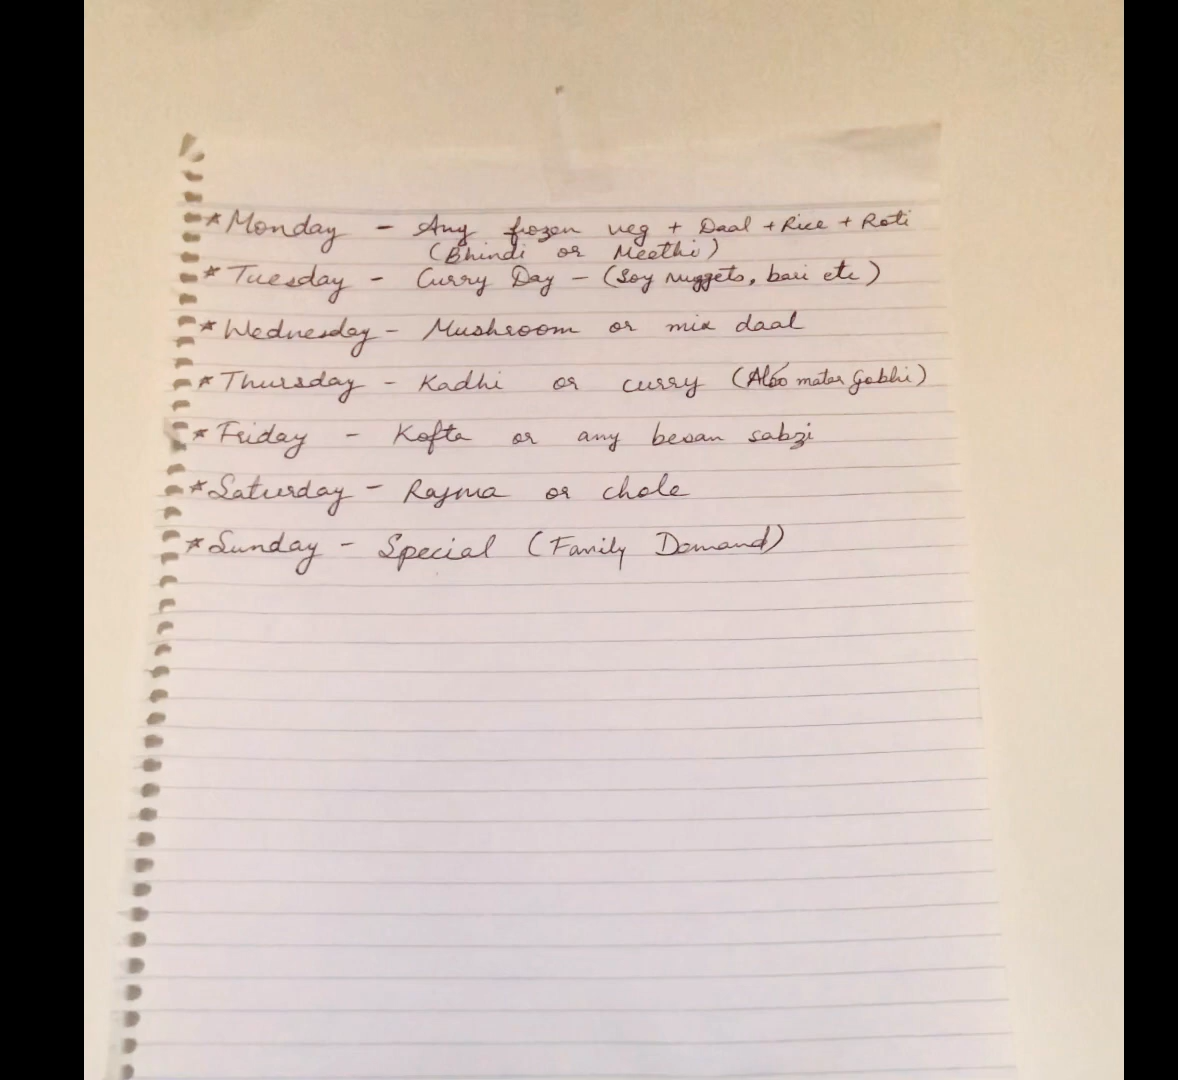 * Monday - Any frozen veg + Daal + Rice + Roti
(Bhindi or Meethi)
* Tuesday - Curry Day - (Soy nuggets, bari etc)
* Wednesday - Mushroom or mix daal
* Thursday - Kadhi or curry (Also matar Gobhi)
* Friday - Kofta or any besan sabzi
* Saturday - Rajma or chole
* Sunday - Special (Family Demand)